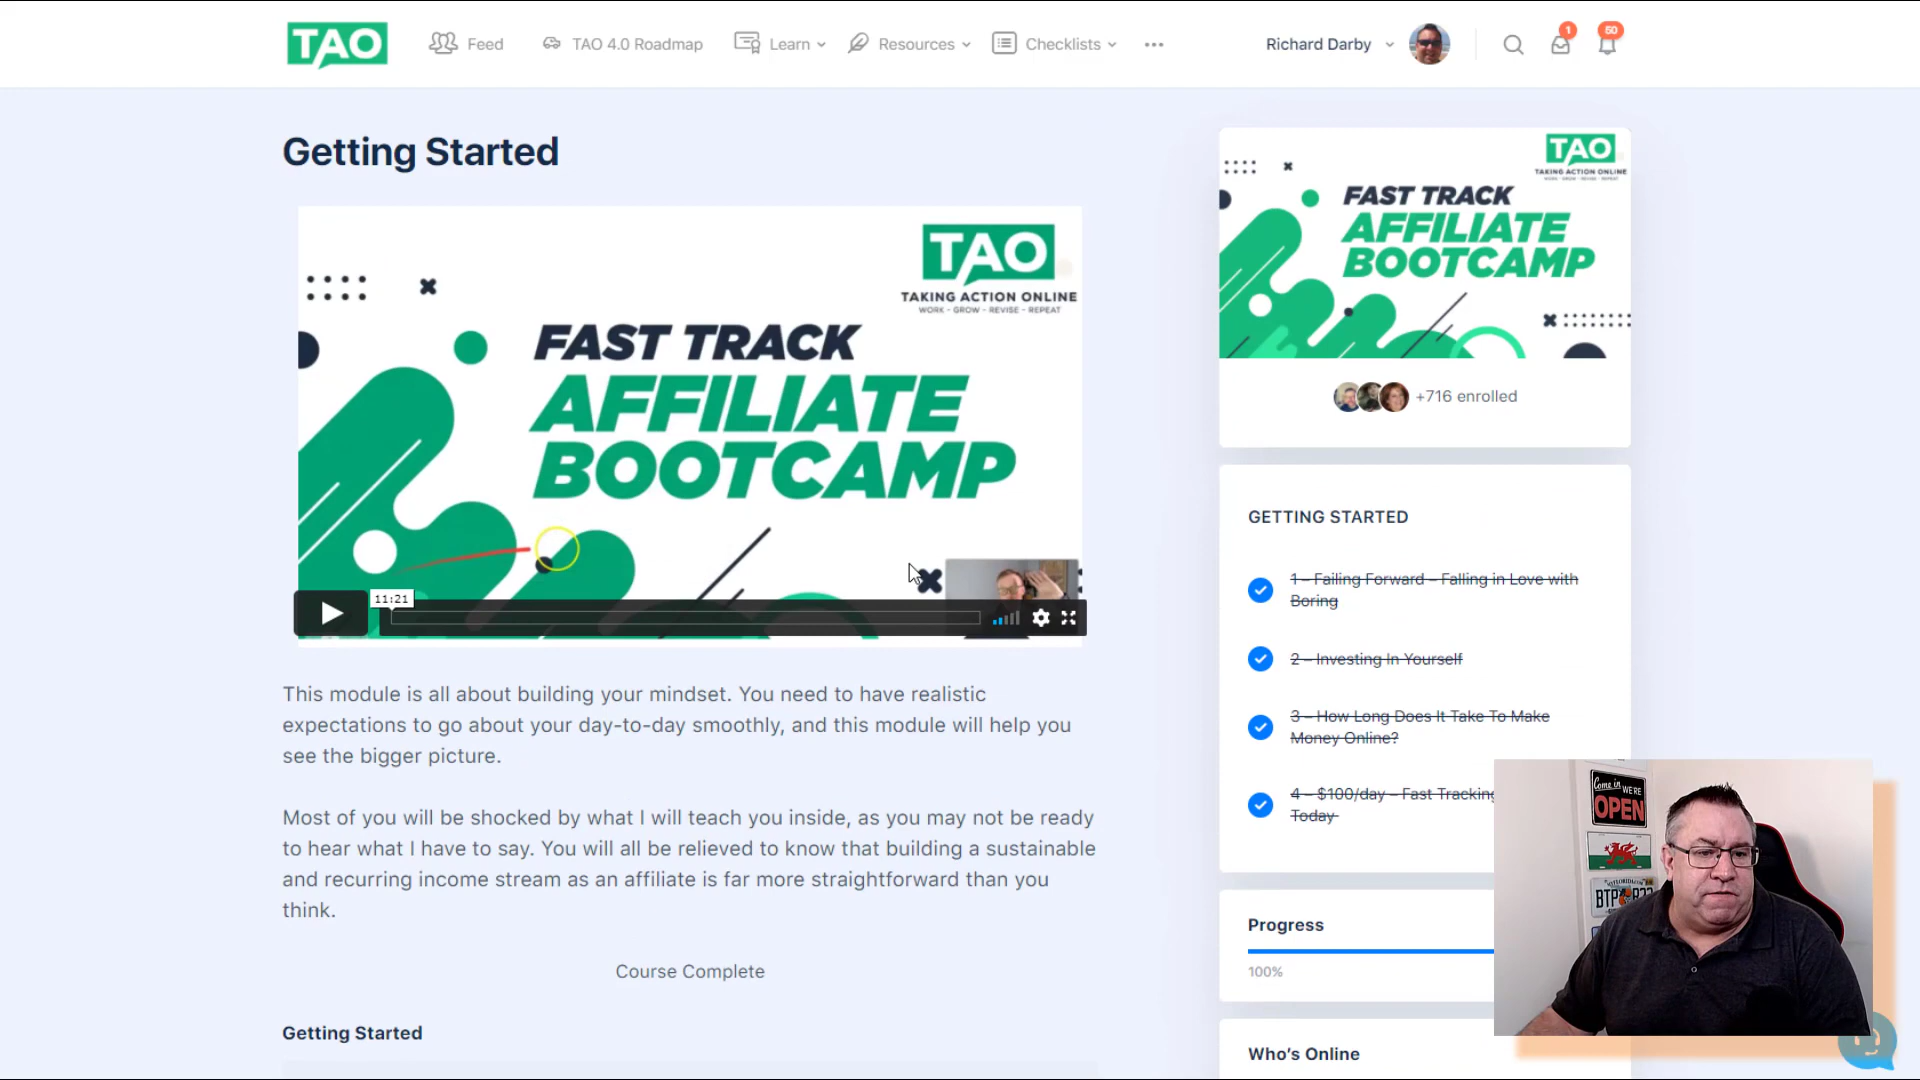 TAO
Feed
TAO 4.0 Roadmap
Learn
Resources
Checklists
Richard Darby
1
50
Getting Started
TAO
TAKING ACTION ONLINE
WORK - GROW - REVISE - REPEAT
FAST TRACK
AFFILIATE
BOOTCAMP
11:21
This module is all about building your mindset. You need to have realistic
expectations to go about your day-to-day smoothly, and this module will help you
see the bigger picture.
Most of you will be shocked by what I will teach you inside, as you may not be ready
to hear what I have to say. You will all be relieved to know that building a sustainable
and recurring income stream as an affiliate is far more straightforward than you
think.
Course Complete
Getting Started
TAO
TAKING ACTION ONLINE
WORK - GROW - REVISE - REPEAT
FAST TRACK
AFFILIATE
BOOTCAMP
+716 enrolled
GETTING STARTED
1 – Failing Forward – Falling in Love with
Boring
2 – Investing In Yourself
3 – How Long Does It Take To Make
Money Online?
4 – $100/day – Fast Tracking
Today
Progress
100%
Who's Online
Come in
WE'RE
OPEN